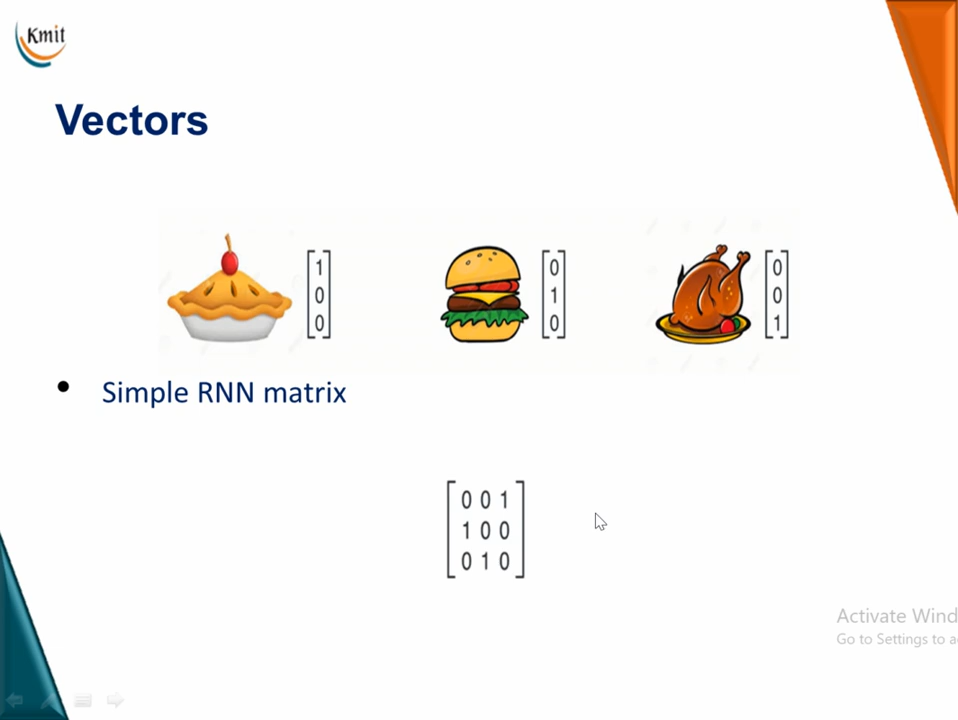 Kmit
Vectors
[1 [0 [0
0 1 0
0] 0] 1]
• Simple RNN matrix
0 0 1
1 0 0
0 1 0
Activate Wind
Go to Settings to a